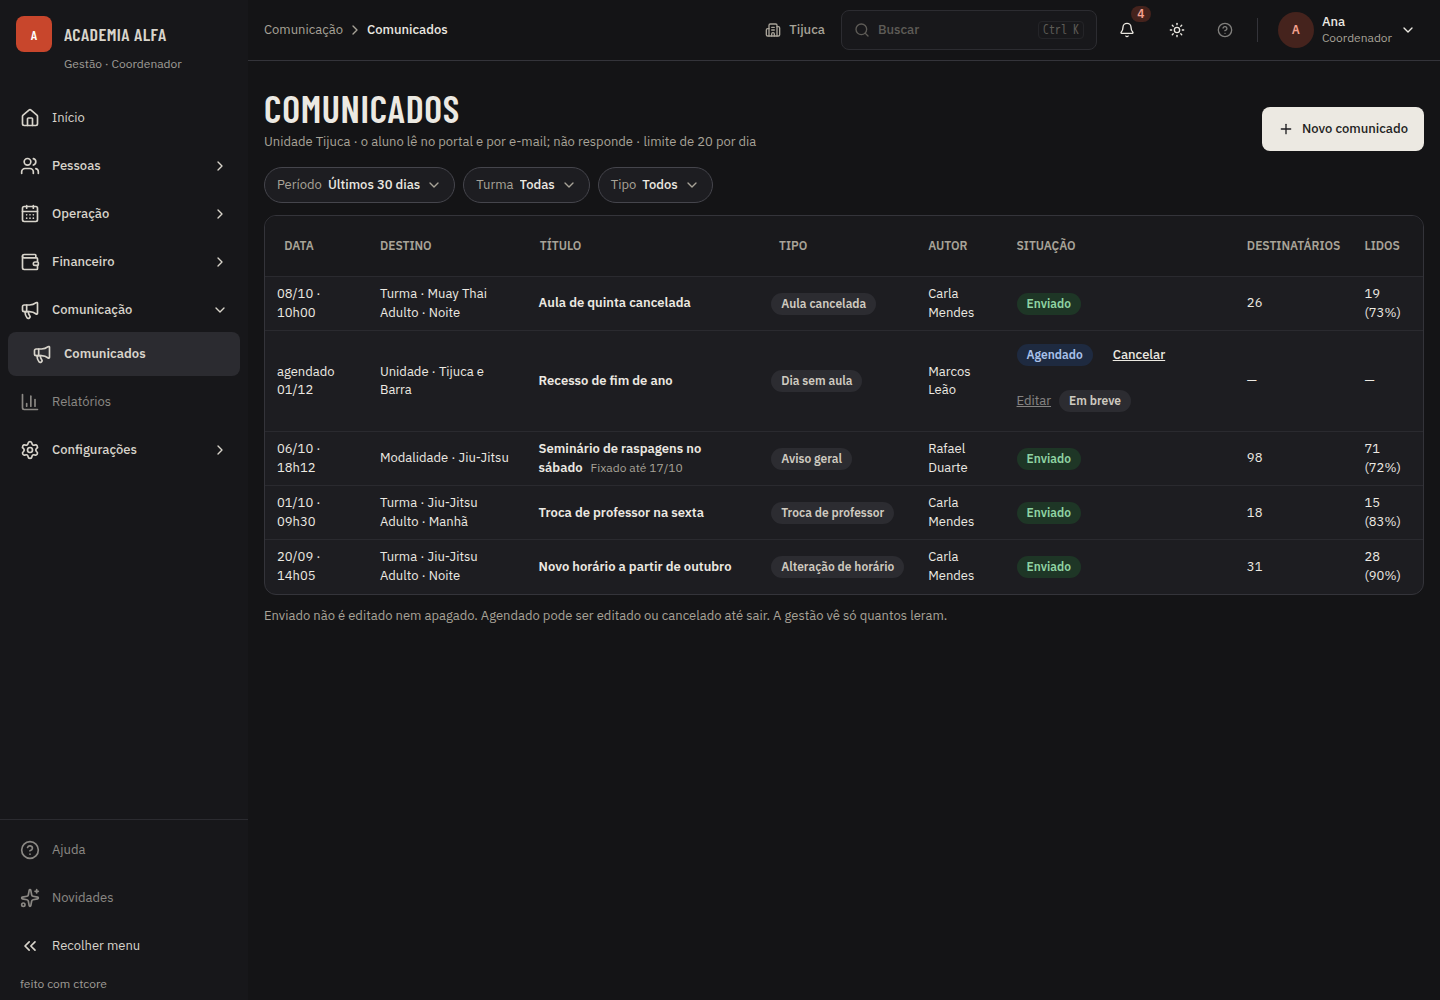 A ACADEMIA ALFA
Gestão · Coordenador
Início
Pessoas
Operação
Financeiro
Comunicação
Comunicados
Relatórios
Configurações
Ajuda
Novidades
Recolher menu
feito com ctcore
Comunicação > Comunicados
Tijuca
Buscar Ctrl K
4
A
Ana
Coordenador
COMUNICADOS
Unidade Tijuca · o aluno lê no portal e por e-mail; não responde · limite de 20 por dia
+ Novo comunicado
Período Últimos 30 dias
Turma Todas
Tipo Todos
DATA DESTINO TÍTULO TIPO AUTOR SITUAÇÃO DESTINATÁRIOS LIDOS
08/10 · Turma · Muay Thai Carla 19
10h00 Adulto · Noite Aula de quinta cancelada Aula cancelada Mendes Enviado 26 (73%)
Agendado Cancelar
agendado Unidade · Tijuca e Marcos
01/12 Barra Recesso de fim de ano Dia sem aula Leão — —
Editar Em breve
06/10 · Seminário de raspagens no Rafael 71
18h12 Modalidade · Jiu-Jitsu sábado Fixado até 17/10 Aviso geral Duarte Enviado 98 (72%)
01/10 · Turma · Jiu-Jitsu Carla 15
09h30 Adulto · Manhã Troca de professor na sexta Troca de professor Mendes Enviado 18 (83%)
20/09 · Turma · Jiu-Jitsu Carla 28
14h05 Adulto · Noite Novo horário a partir de outubro Alteração de horário Mendes Enviado 31 (90%)
Enviado não é editado nem apagado. Agendado pode ser editado ou cancelado até sair. A gestão vê só quantos leram.